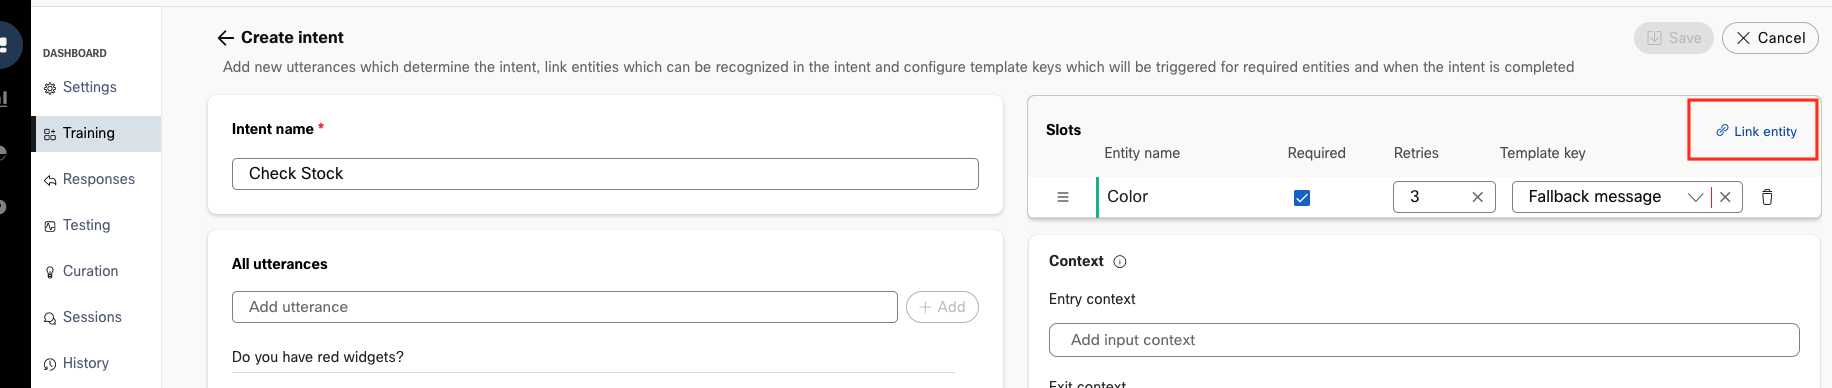 DASHBOARD
Settings
Training
Responses
Testing
Curation
Sessions
History
Create intent
Save
Cancel
Add new utterances which determine the intent, link entities which can be recognized in the intent and configure template keys which will be triggered for required entities and when the intent is completed
Intent name *
Check Stock
All utterances
Add utterance
+ Add
Do you have red widgets?
Slots
Link entity
Entity name Required Retries Template key
Color 3 Fallback message
Context
Entry context
Add input context
Exit context